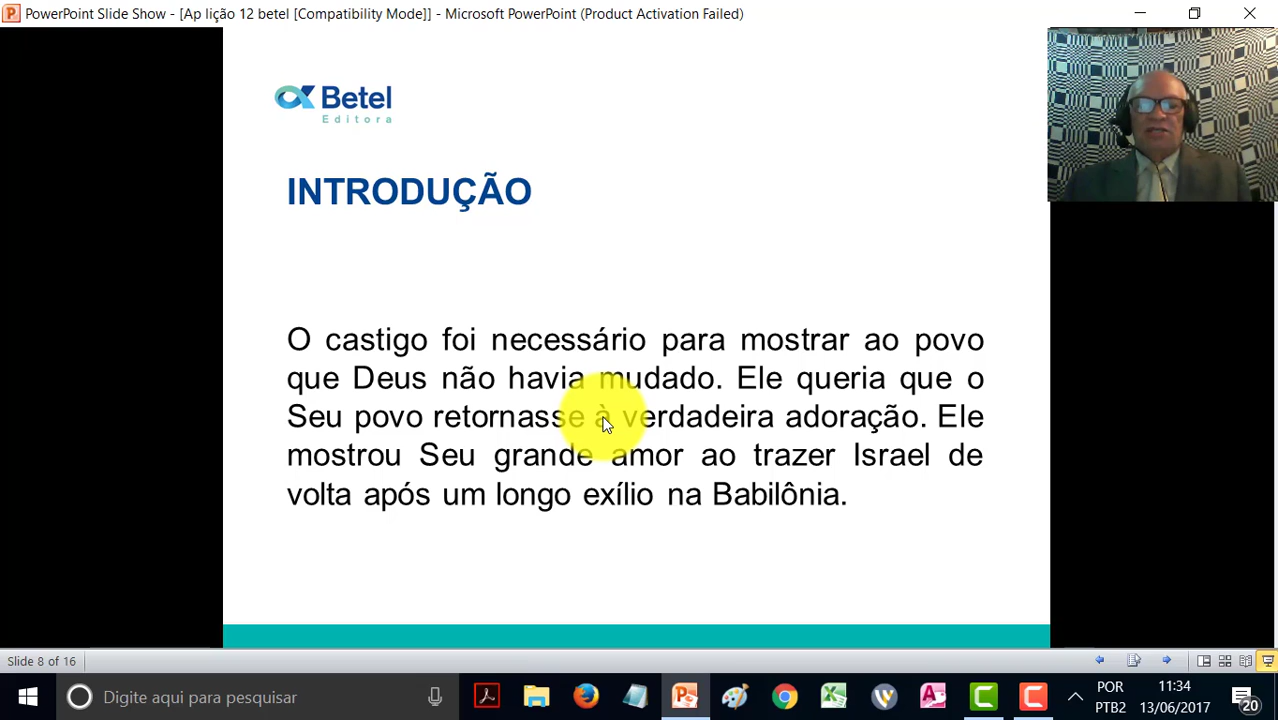 PowerPoint Slide Show - [Ap lição 12 betel [Compatibility Mode]] - Microsoft PowerPoint (Product Activation Failed)
Betel
Editora
INTRODUÇÃO
O castigo foi necessário para mostrar ao povo
que Deus não havia mudado. Ele queria que o
Seu povo retornasse à verdadeira adoração. Ele
mostrou Seu grande amor ao trazer Israel de
volta após um longo exílio na Babilônia.
Slide 8 of 16
Digite aqui para pesquisar
POR
PTB2
11:34
13/06/2017
20